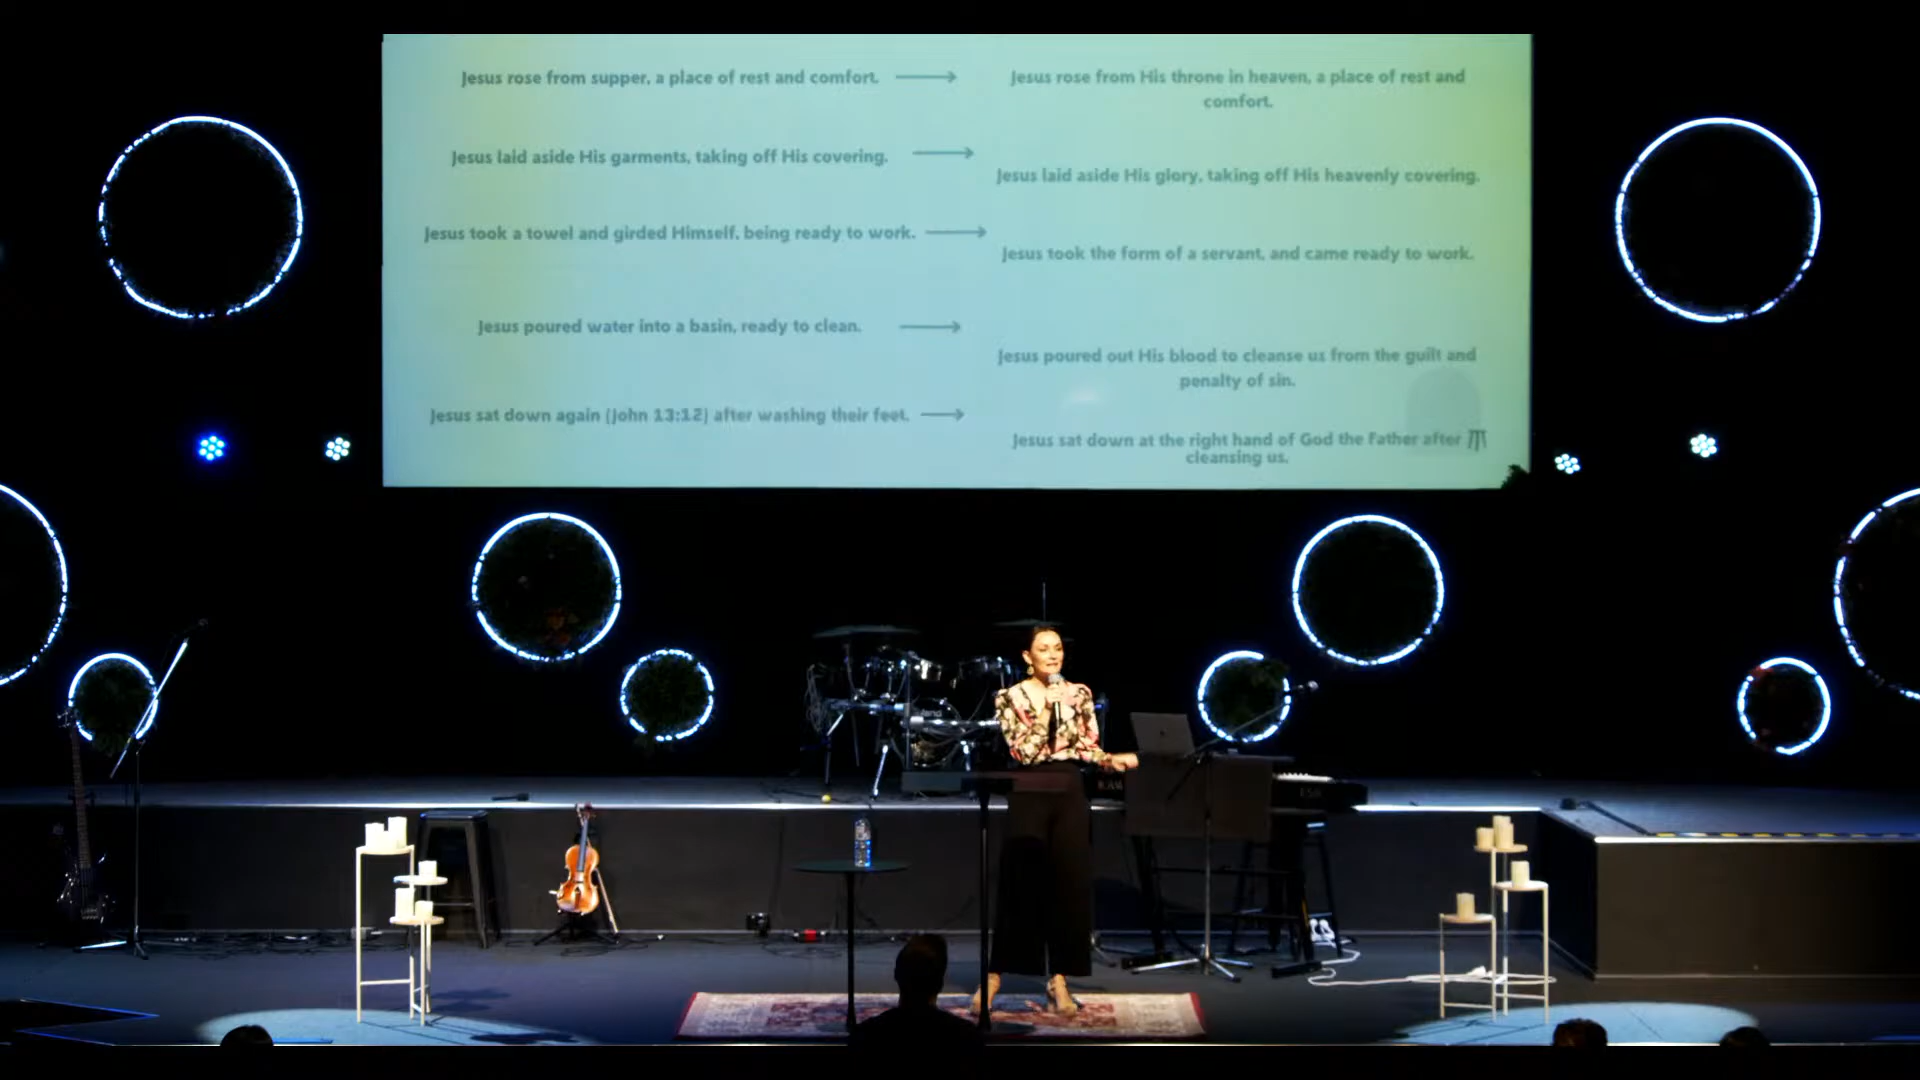 Jesus rose from supper, a place of rest and comfort.
Jesus rose from His throne in heaven, a place of rest and
comfort.
Jesus laid aside His garments, taking off His covering.
Jesus laid aside His glory, taking off His heavenly covering.
Jesus took a towel and girded Himself, being ready to work.
Jesus took the form of a servant, and came ready to work.
Jesus poured water into a basin, ready to clean.
Jesus poured out His blood to cleanse us from the guilt and
penalty of sin.
Jesus sat down again (John 13:12) after washing their feet.
Jesus sat down at the right hand of God the Father after
cleansing us.